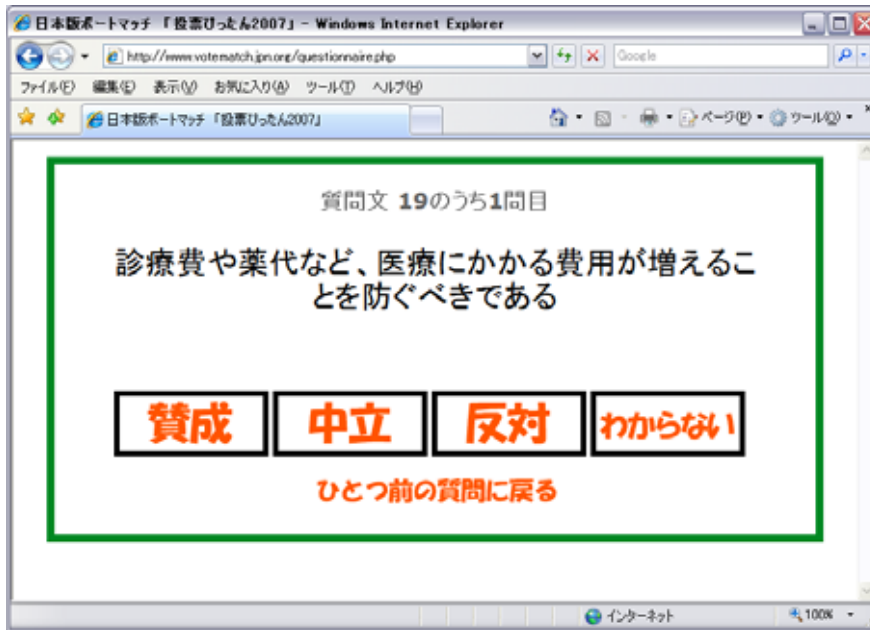 日本版ボートマッチ 「投票ぴったん2007」 - Windows Internet Explorer
http://www.votematch.jpn.org/questionnaire.php
Google
ファイル(F) 編集(E) 表示(V) お気に入り(A) ツール(T) ヘルプ(H)
日本版ボートマッチ 「投票ぴったん2007」
ページ(P) ツール(O)
質問文 19のうち1問目
診療費や薬代など、医療にかかる費用が増えるこ
とを防ぐべきである
賛成 中立 反対 わからない
ひとつ前の質問に戻る
インターネット 100%